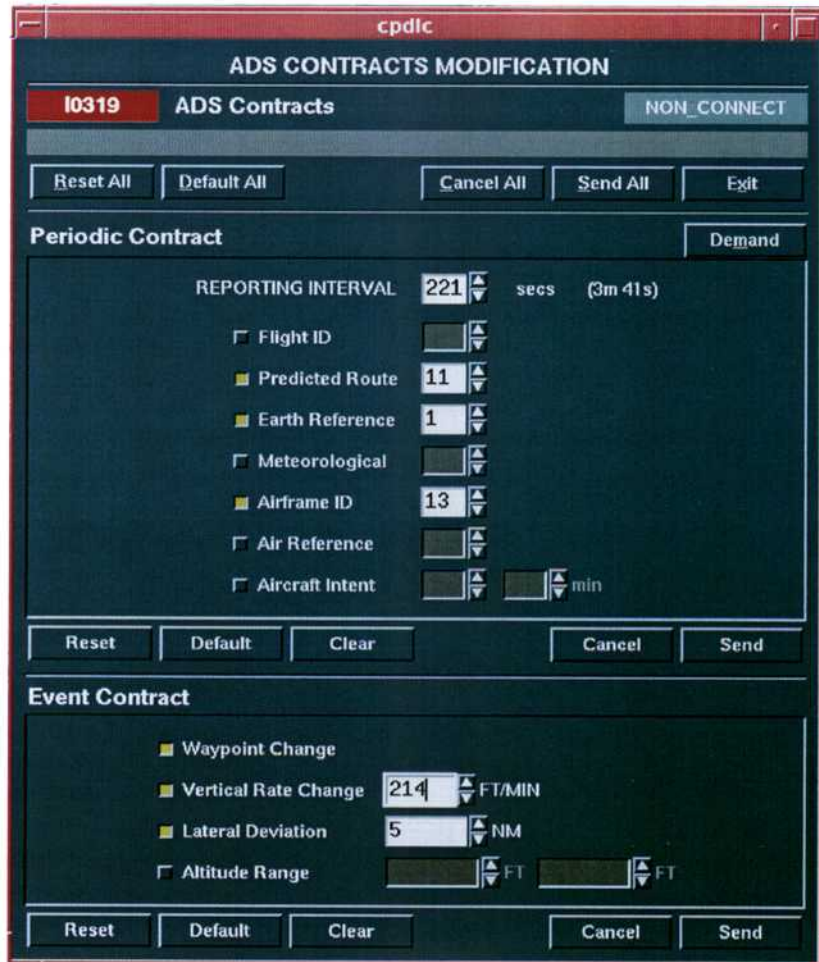 cpdlc
ADS CONTRACTS MODIFICATION
I0319 ADS Contracts NON_CONNECT
Reset All Default All Cancel All Send All Exit
Periodic Contract Demand
REPORTING INTERVAL 221 secs (3m 41s)
Flight ID
Predicted Route 11
Earth Reference 1
Meteorological
Airframe ID 13
Air Reference
Aircraft Intent min
Reset Default Clear Cancel Send
Event Contract
Waypoint Change
Vertical Rate Change 214 FT/MIN
Lateral Deviation 5 NM
Altitude Range FT FT
Reset Default Clear Cancel Send